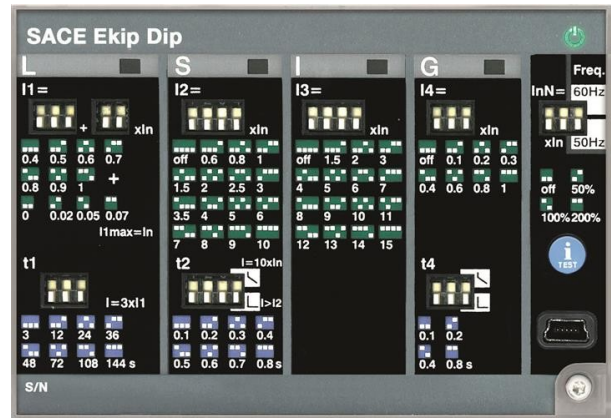 SACE Ekip Dip
L
I1=
+
xIn
0.4 0.5 0.6 0.7
0.8 0.9 1 +
0 0.02 0.05 0.07
I1max=In
t1
I=3xI1
3 12 24 36
48 72 108 144 s
S
I2=
xIn
off 0.6 0.8 1
1.5 2 2.5 3
3.5 4 5 6
7 8 9 10
t2
I=10xIn
I>I2
0.1 0.2 0.3 0.4
0.5 0.6 0.7 0.8 s
I
I3=
xIn
off 1.5 2 3
4 5 6 7
8 9 10 11
12 13 14 15
G
I4=
xIn
off 0.1 0.2 0.3
0.4 0.6 0.8 1
t4
0.1 0.2
0.4 0.8 s
Freq.
InN= 60Hz
xIn 50Hz
off 50%
100% 200%
i
TEST
S/N